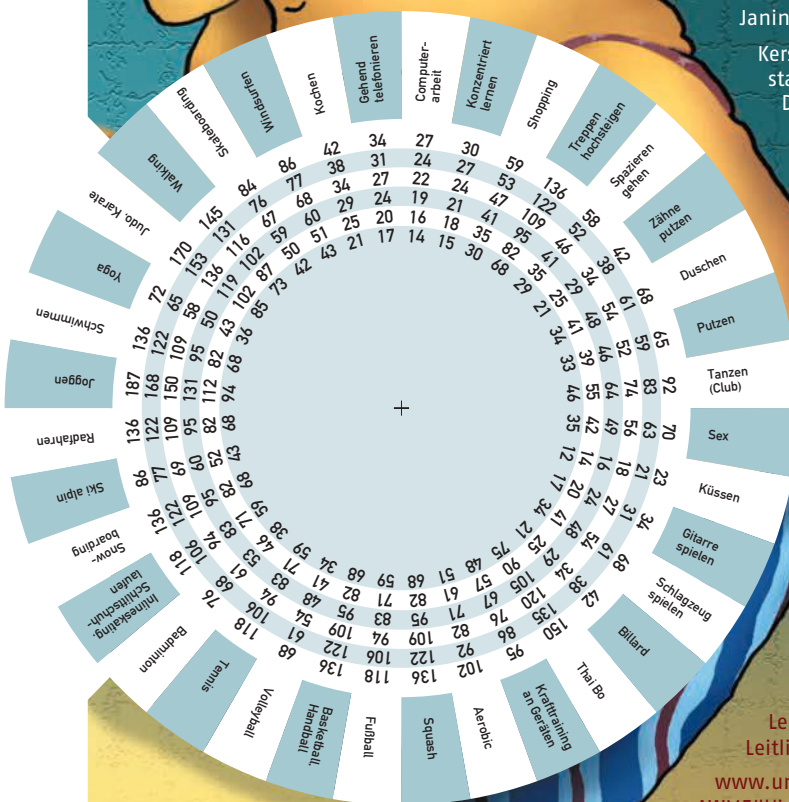 Janin
Kers
sta
D
Gehend
telefonieren
34 31 27 24 20 17
Computer-
arbeit
27 24 22 19 16 14
Konzentriert
lernen
30 27 24 21 18 15
Shopping
59 53 47 41 35 30
Treppen
hochsteigen
136 122 109 95 82 68
Spazieren
gehen
58 52 46 41 35 29
Zähne
putzen
42 38 34 29 25 21
Duschen
68 61 54 48 41 34
Putzen
65 59 52 46 39 33
Tanzen
(Club)
92 83 74 64 55 46
Sex
70 63 56 49 42 35
Küssen
23 21 18 16 14 12
Gitarre
spielen
34 31 27 24 20 17
Schlagzeug
spielen
68 61 54 48 41 34
Billard
42 38 34 29 25 21
Thai Bo
150 135 120 105 90 75
Krafttraining
an Geräten
95 86 76 67 57 48
Aerobic
102 92 82 71 61 51
Squash
136 122 109 95 82 68
Fußball
118 106 94 83 71 59
Basketball,
Handball
136 122 109 95 82 68
Volleyball
68 61 54 48 41 34
Tennis
118 106 94 83 71 59
Badminton
76 68 61 53 46 38
Inlineskating-
Schlittschuh-
laufen
118 106 94 83 71 59
Snow-
boarding
136 122 109 95 82 68
Ski alpin
86 77 69 60 52 43
Radfahren
136 122 109 95 82 68
Joggen
187 168 150 131 112 94
Schwimmen
136 122 109 95 82 68
Yoga
72 65 58 50 43 36
Judo, Karate
170 153 136 119 102 85
Walking
145 131 116 102 87 73
Skateboarding
84 76 67 59 50 42
Windsurfen
86 77 68 60 51 43
Kochen
42 38 34 29 25 21
Le
Leitli
www.un